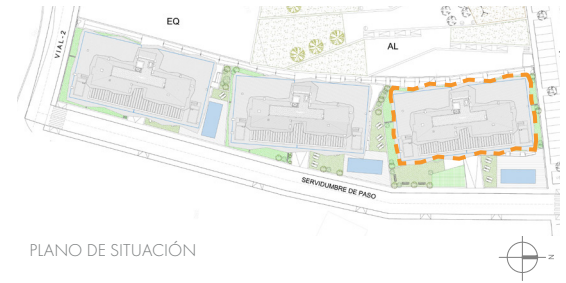 EQ
VIAL-2
AL
SERVIDUMBRE DE PASO
PLANO DE SITUACIÓN
N